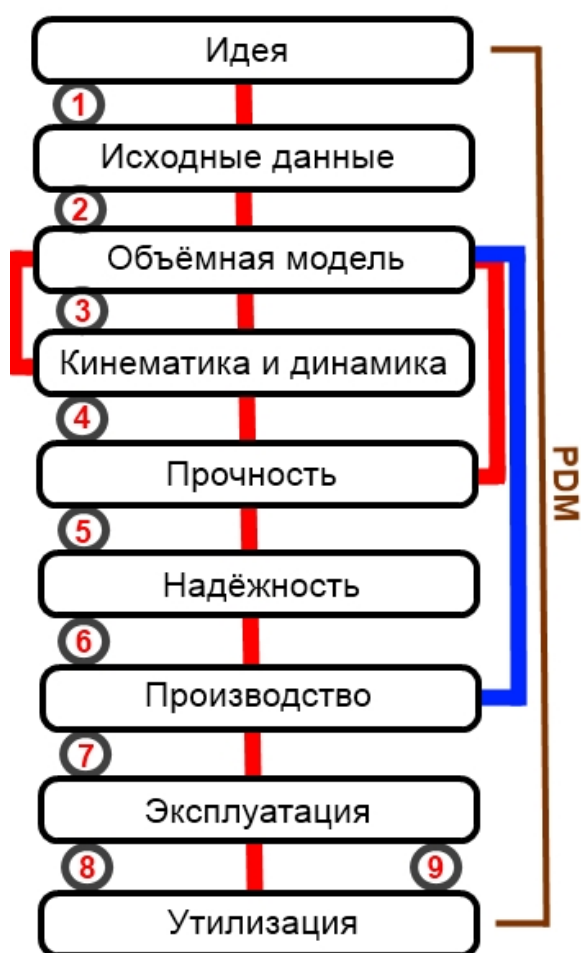 Идея
1
Исходные данные
2
Объёмная модель
3
Кинематика и динамика
4
Прочность
PDM
5
Надёжность
6
Производство
7
Эксплуатация
8
9
Утилизация